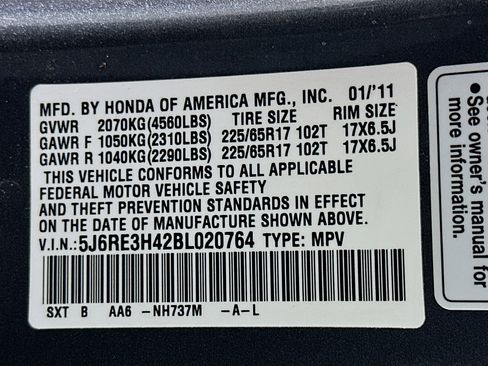 MFD. BY HONDA OF AMERICA MFG., INC. 01/'11
GVWR 2070KG(4560LBS) TIRE SIZE RIM SIZE
GAWR F 1050KG(2310LBS) 225/65R17 102T 17X6.5J
GAWR R 1040KG(2290LBS) 225/65R17 102T 17X6.5J
THIS VEHICLE CONFORMS TO ALL APPLICABLE
FEDERAL MOTOR VEHICLE SAFETY
AND THEFT PREVENTION STANDARDS IN EFFECT
ON THE DATE OF MANUFACTURE SHOWN ABOVE.
V.I.N.: 5J6RE3H42BL020764 TYPE: MPV
SXT B AA6 -NH737M -A-L
●See owner's manual for
more information.